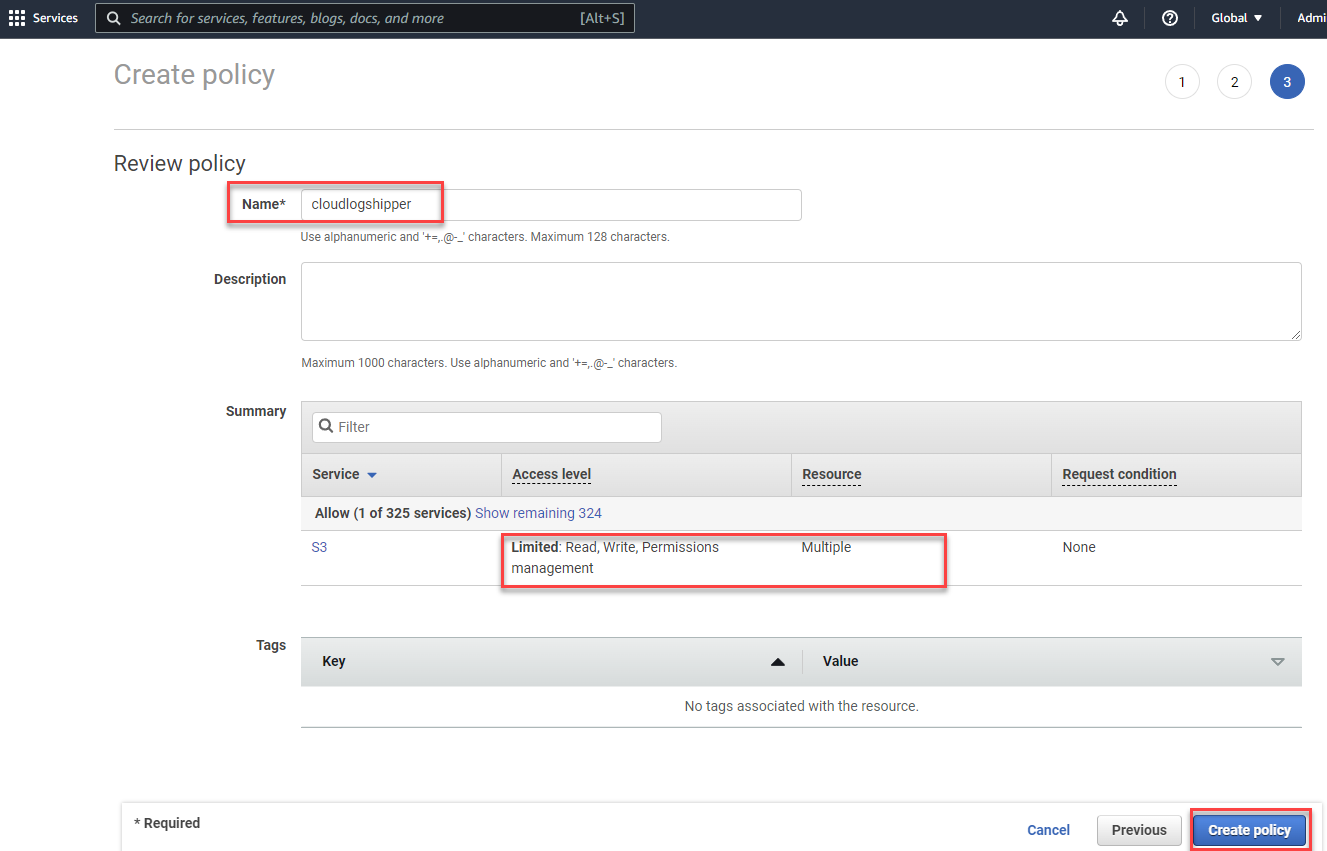 Services
Search for services, features, blogs, docs, and more [Alt+S]
Global
Admi
Create policy
1 2 3
Review policy
Name* cloudlogshipper
Use alphanumeric and '+=,.@-_' characters. Maximum 128 characters.
Description
Maximum 1000 characters. Use alphanumeric and '+=,.@-_' characters.
Summary
Filter
Service Access level Resource Request condition
Allow (1 of 325 services) Show remaining 324
S3 Limited: Read, Write, Permissions Multiple None
management
Tags
Key Value
No tags associated with the resource.
* Required
Cancel Previous Create policy